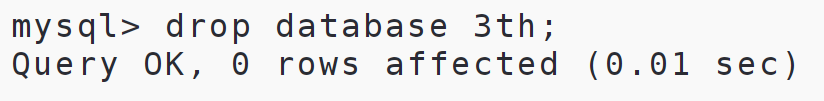 mysql> drop database 3th;
Query OK, 0 rows affected (0.01 sec)